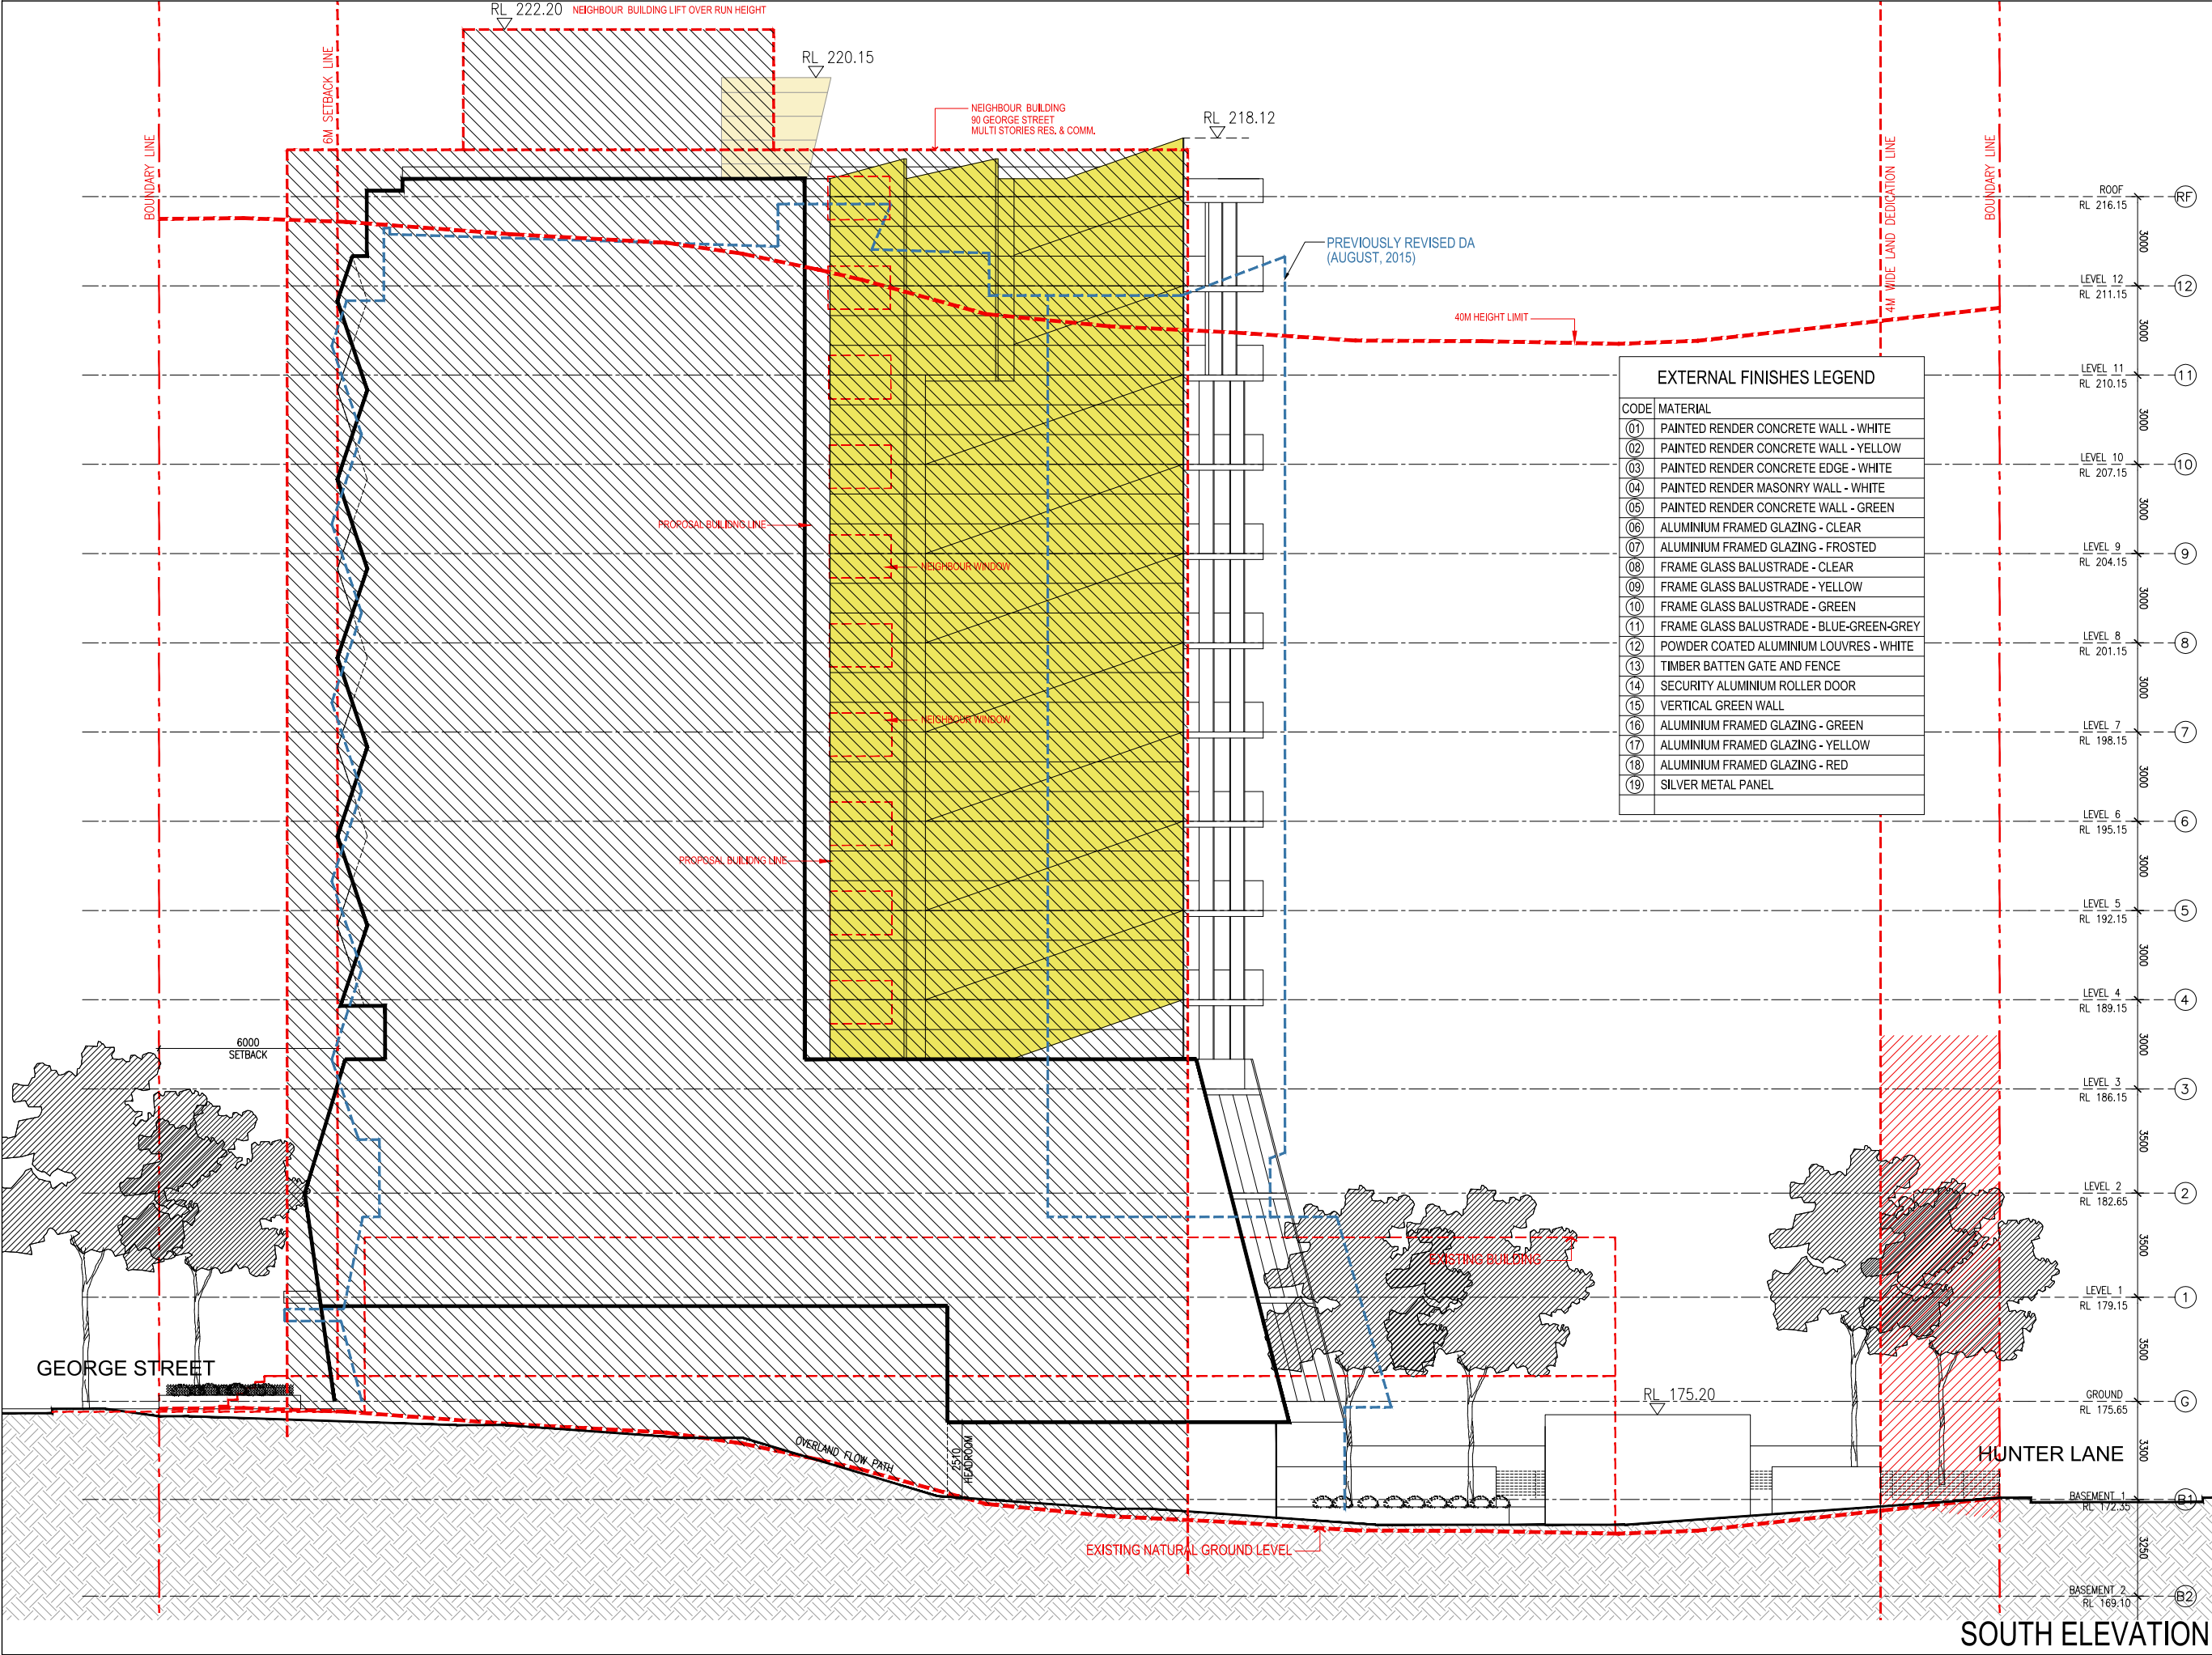 RL 222.20 NEIGHBOUR BUILDING LIFT OVER RUN HEIGHT
RL 220.15
RL 218.12
BOUNDARY LINE
6M SETBACK LINE
NEIGHBOUR BUILDING
90 GEORGE STREET
MULTI STORIES RES. & COMM.
4M WIDE LAND DEDICATION LINE
BOUNDARY LINE
PREVIOUSLY REVISED DA
(AUGUST, 2015)
40M HEIGHT LIMIT
PROPOSAL BUILIDNG LINE
NEIGHBOUR WINDOW
NEIGHBOUR WINDOW
PROPOSAL BUILIDNG LINE
EXTERNAL FINISHES LEGEND
CODE MATERIAL
01 PAINTED RENDER CONCRETE WALL - WHITE
02 PAINTED RENDER CONCRETE WALL - YELLOW
03 PAINTED RENDER CONCRETE EDGE - WHITE
04 PAINTED RENDER MASONRY WALL - WHITE
05 PAINTED RENDER CONCRETE WALL - GREEN
06 ALUMINIUM FRAMED GLAZING - CLEAR
07 ALUMINIUM FRAMED GLAZING - FROSTED
08 FRAME GLASS BALUSTRADE - CLEAR
09 FRAME GLASS BALUSTRADE - YELLOW
10 FRAME GLASS BALUSTRADE - GREEN
11 FRAME GLASS BALUSTRADE - BLUE-GREEN-GREY
12 POWDER COATED ALUMINIUM LOUVRES - WHITE
13 TIMBER BATTEN GATE AND FENCE
14 SECURITY ALUMINIUM ROLLER DOOR
15 VERTICAL GREEN WALL
16 ALUMINIUM FRAMED GLAZING - GREEN
17 ALUMINIUM FRAMED GLAZING - YELLOW
18 ALUMINIUM FRAMED GLAZING - RED
19 SILVER METAL PANEL
ROOF
RL 216.15
RF
3000
LEVEL 12
RL 211.15
12
3000
LEVEL 11
RL 210.15
11
3000
LEVEL 10
RL 207.15
10
3000
LEVEL 9
RL 204.15
9
3000
LEVEL 8
RL 201.15
8
3000
LEVEL 7
RL 198.15
7
3000
LEVEL 6
RL 195.15
6
3000
LEVEL 5
RL 192.15
5
3000
LEVEL 4
RL 189.15
4
3000
LEVEL 3
RL 186.15
3
3500
LEVEL 2
RL 182.65
2
3500
LEVEL 1
RL 179.15
1
3500
GROUND
RL 175.65
G
3300
BASEMENT 1
RL 172.35
B1
3250
BASEMENT 2
RL 169.10
B2
6000
SETBACK
EXISTING BUILDING
GEORGE STREET
RL 175.20
HUNTER LANE
OVERLAND FLOW PATH
2510
HEADROOM
EXISTING NATURAL GROUND LEVEL
SOUTH ELEVATION